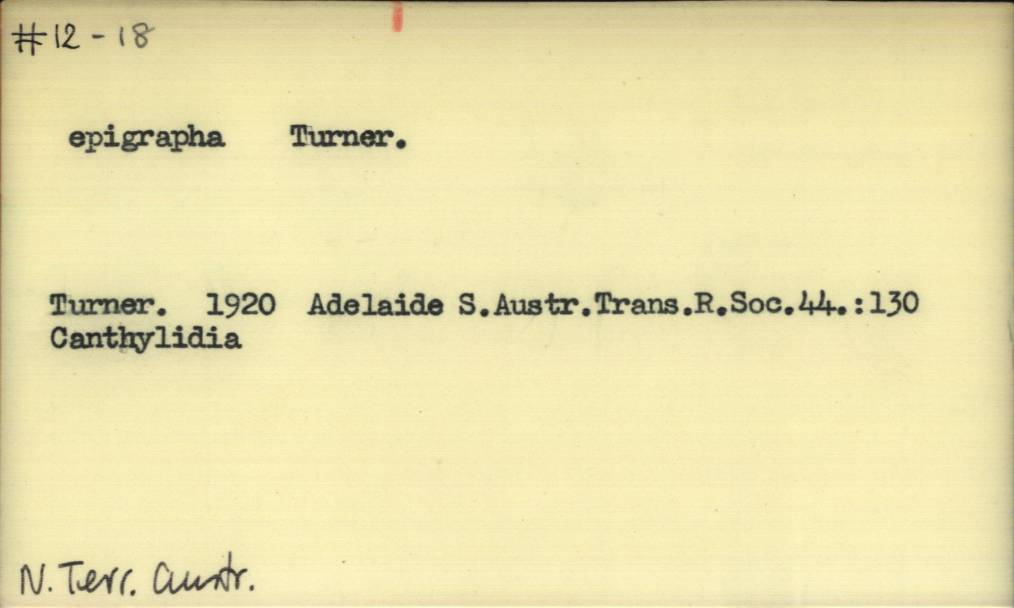 #12-18
epigrapha Turner.
Turner. 1920 Adelaide S.Austr.Trans.R.Soc.44.:130
Canthylidia
N. Terr. Austr.